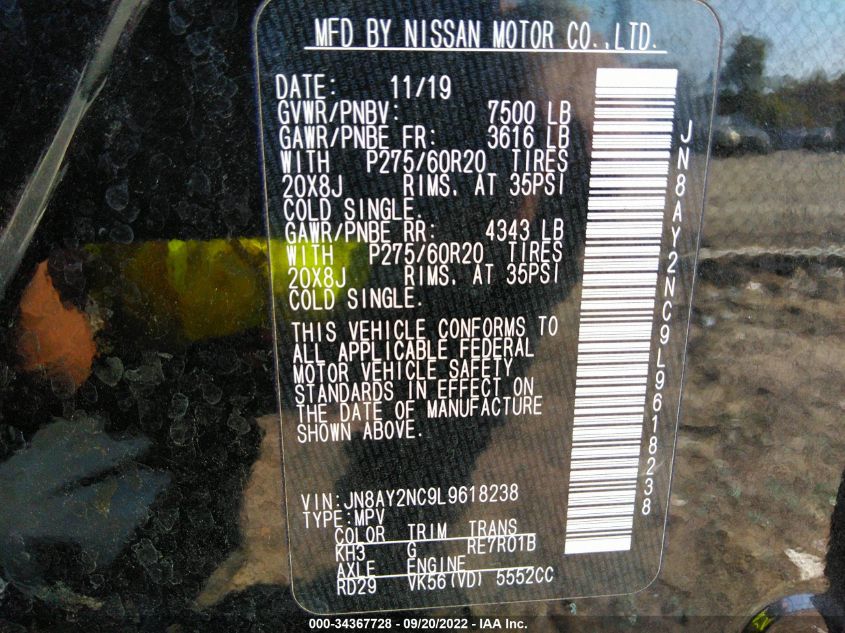 MFD BY NISSAN MOTOR CO.,LTD.
DATE: 11/19
GVWR/PNBV: 7500 LB
GAWR/PNBE FR: 3616 LB
WITH P275/60R20 TIRES
20X8J RIMS. AT 35PSI
COLD SINGLE.
GAWR/PNBE RR: 4343 LB
WITH P275/60R20 TIRES
20X8J RIMS. AT 35PSI
COLD SINGLE.
THIS VEHICLE CONFORMS TO
ALL APPLICABLE FEDERAL
MOTOR VEHICLE SAFETY
STANDARDS IN EFFECT ON
THE DATE OF MANUFACTURE
SHOWN ABOVE.
VIN:JN8AY2NC9L9618238
TYPE:MPV
COLOR TRIM TRANS
KH3 G RE7R01B
AXLE ENGINE
RD29 VK56(VD) 5552CC
JN8AY2NC9L9618238
000-34367728 - 09/20/2022 - IAA Inc.